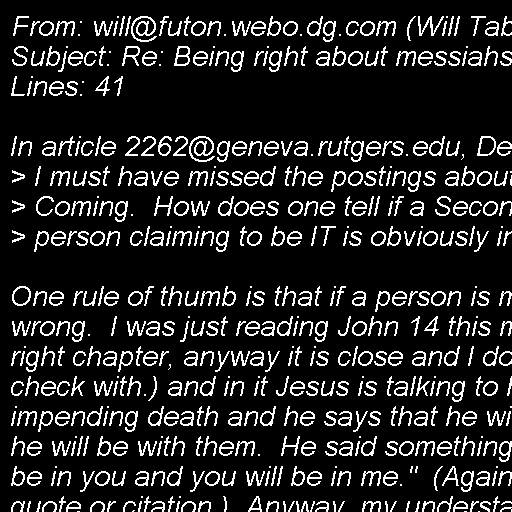 From: will@futon.webo.dg.com (Will Tab
Subject: Re: Being right about messiahs
Lines: 41

In article 2262@geneva.rutgers.edu, De
> I must have missed the postings about
> Coming.  How does one tell if a Secon
> person claiming to be IT is obviously in

One rule of thumb is that if a person is m
wrong.  I was just reading John 14 this m
right chapter, anyway it is close and I do
check with.) and in it Jesus is talking to h
impending death and he says that he wi
he will be with them.  He said something
be in you and you will be in me."  (Again
quote or citation.)  Anyway, my understa